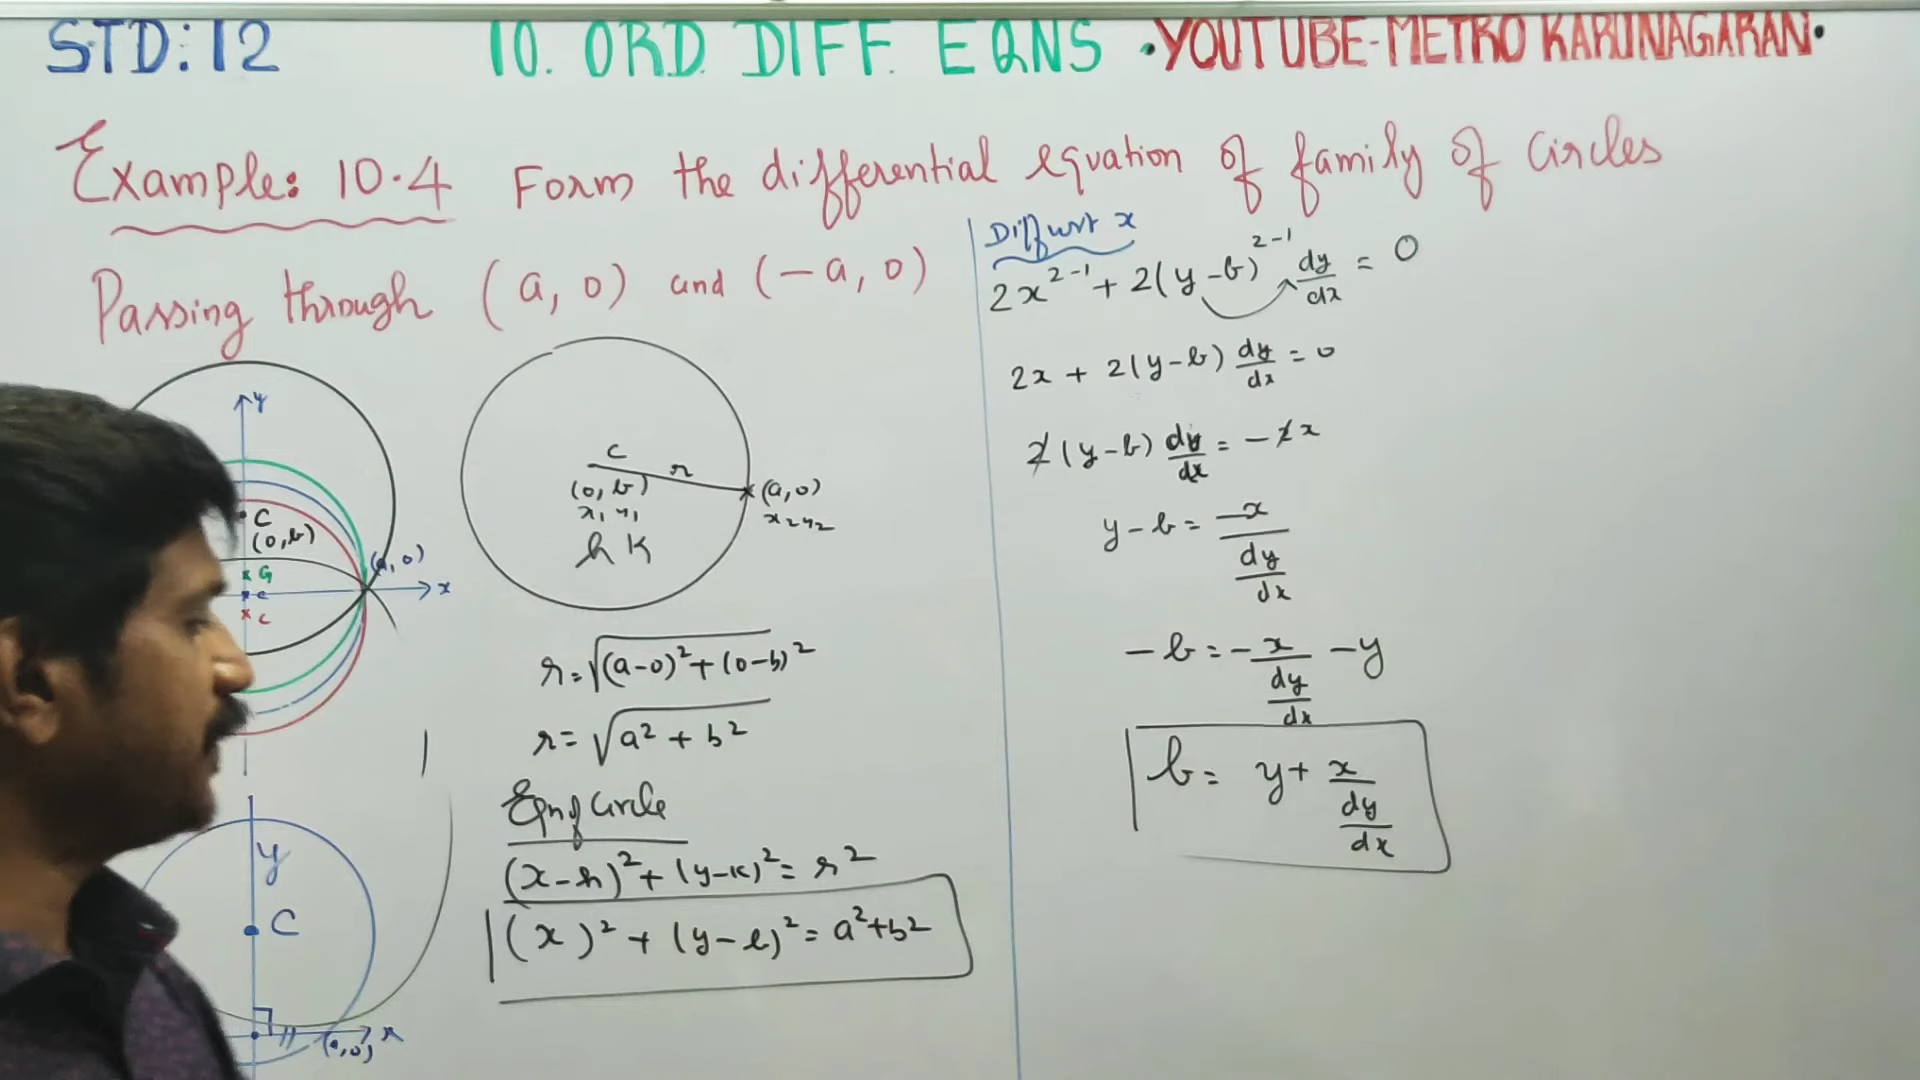 STD:12 10. ORD. DIFF. EQNS •YOUTUBE-METRO KARUNAGARAN•
Example: 10.4 Form the differential equation of family of circles
Passing through (a, 0) and (-a, 0)
y
C
(0,b)
(a,0)
x
G
c
c
y
C
x
(a,0)
C
r
(0, b)
x₁ y₁
h k
(a,0)
x₂ y₂
r = √(a-0)² + (0-b)²
r = √a² + b²
Eqn of circle
(x-h)² + (y-k)² = r²
(x)² + (y-b)² = a²+b²
Diff wrt x
2x²⁻¹ + 2(y-b)²⁻¹ dy/dx = 0
2x + 2(y-b) dy/dx = 0
2(y-b) dy/dx = -2x
y-b = -x / dy/dx
-b = -x / dy/dx - y
b = y + x / dy/dx